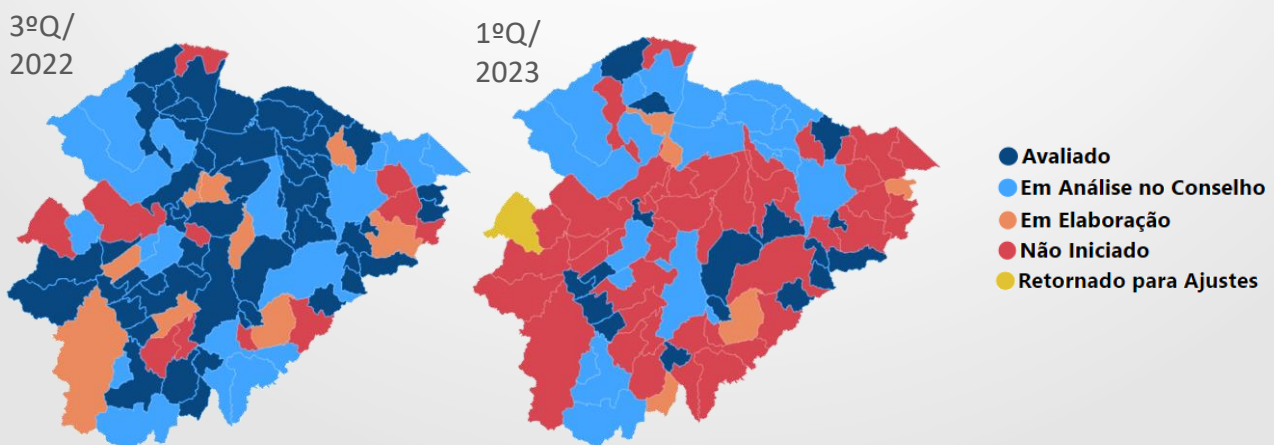 3ºQ/
2022
1ºQ/
2023
Avaliado
Em Análise no Conselho
Em Elaboração
Não Iniciado
Retornado para Ajustes